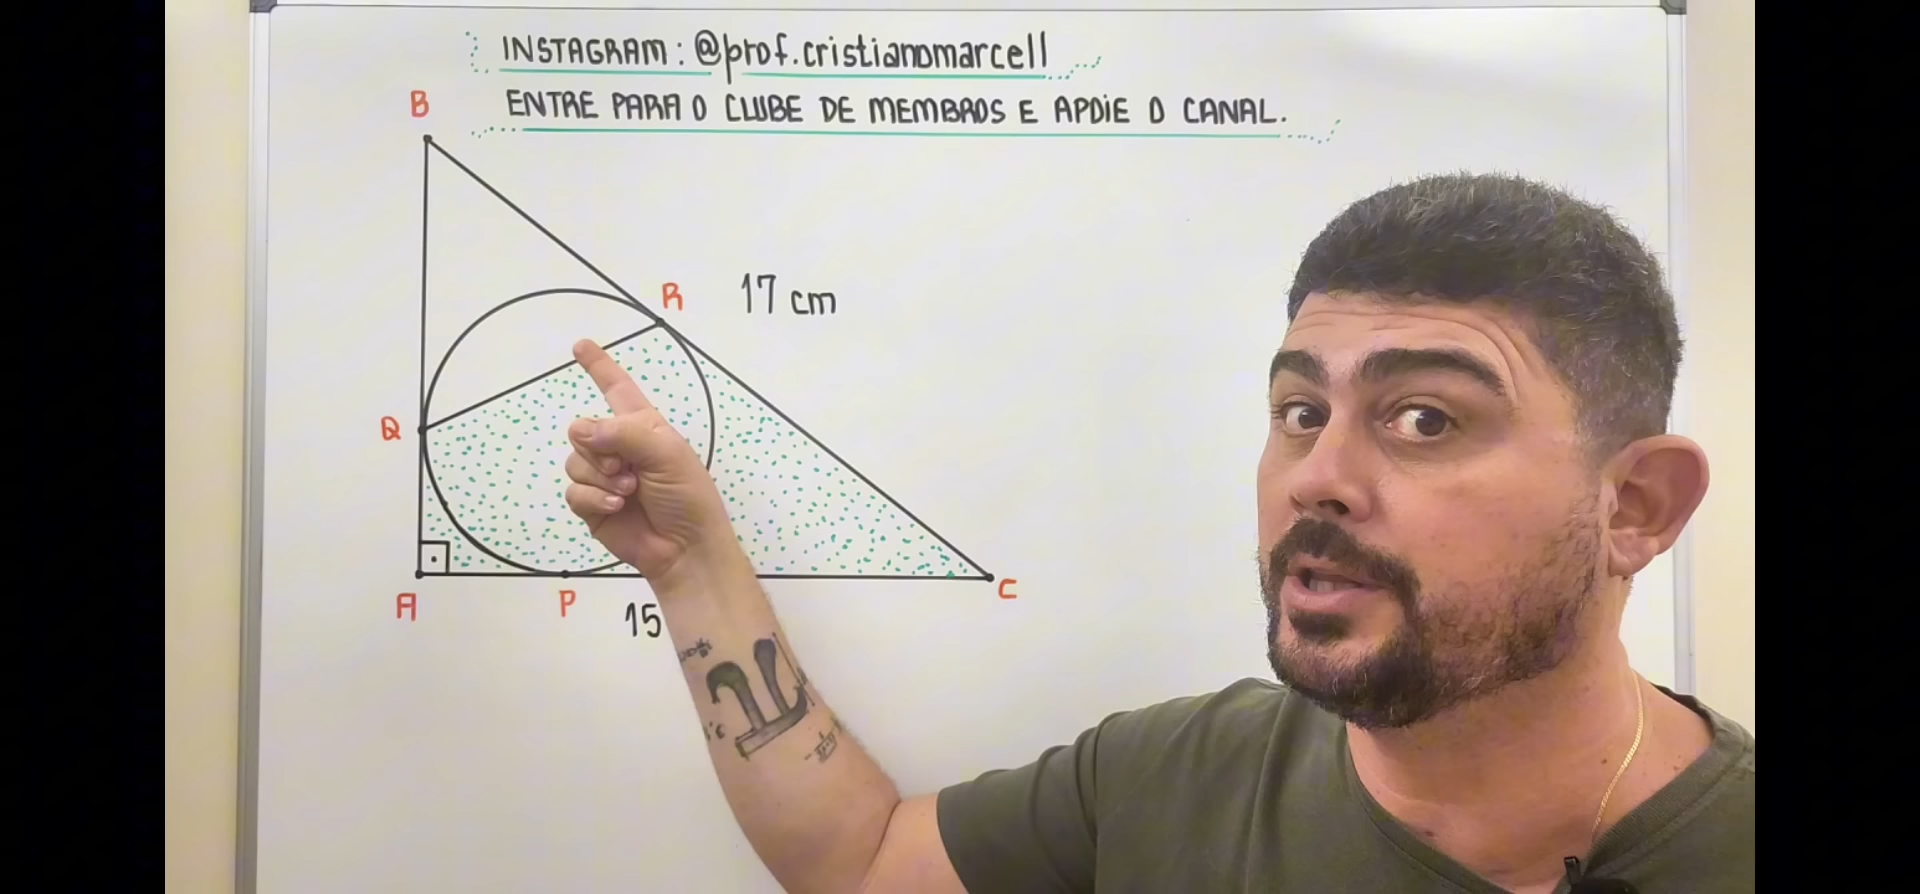 INSTAGRAM: @prof.cristianomarcell
ENTRE PARA O CLUBE DE MEMBROS E APOIE O CANAL.
B
R
17 cm
Q
A
P
15
C